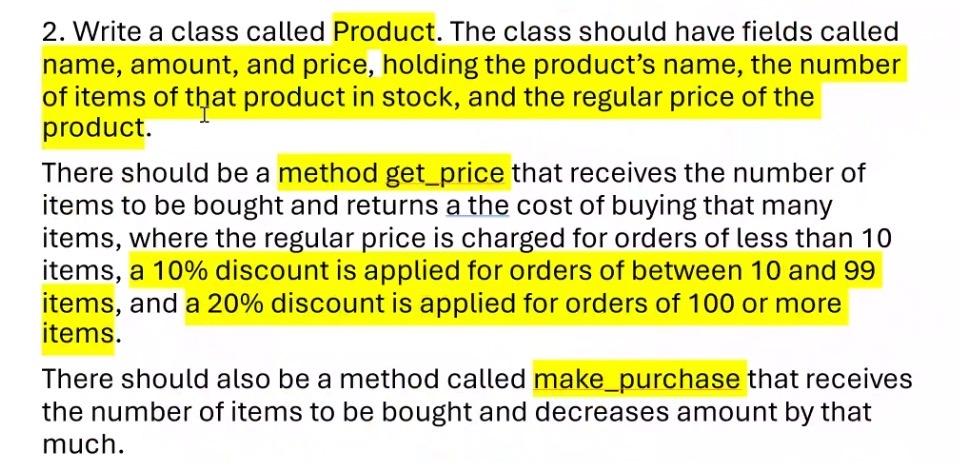 2. Write a class called Product. The class should have fields called
name, amount, and price, holding the product’s name, the number
of items of that product in stock, and the regular price of the
product.
There should be a method get_price that receives the number of
items to be bought and returns a the cost of buying that many
items, where the regular price is charged for orders of less than 10
items, a 10% discount is applied for orders of between 10 and 99
items, and a 20% discount is applied for orders of 100 or more
items.
There should also be a method called make_purchase that receives
the number of items to be bought and decreases amount by that
much.